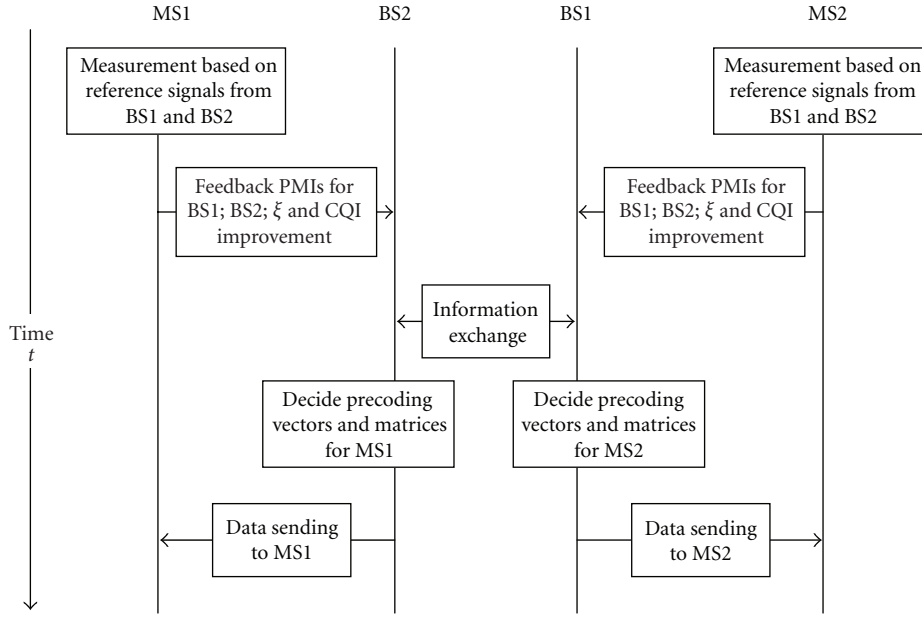 MS1
BS2
BS1
MS2
Measurement based on
reference signals from
BS1 and BS2
Measurement based on
reference signals from
BS1 and BS2
Feedback PMIs for
BS1; BS2; ξ and CQI
improvement
Feedback PMIs for
BS1; BS2; ξ and CQI
improvement
Information
exchange
Time
t
Decide precoding
vectors and matrices
for MS1
Decide precoding
vectors and matrices
for MS2
Data sending
to MS1
Data sending
to MS2